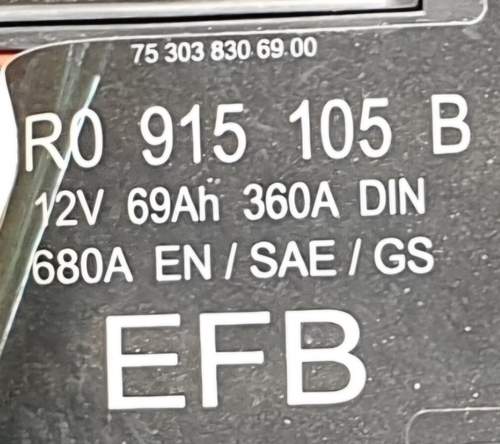 75 303 830 69 00
R0 915 105 B
12V 69Ah 360A DIN
680A EN / SAE / GS
EFB